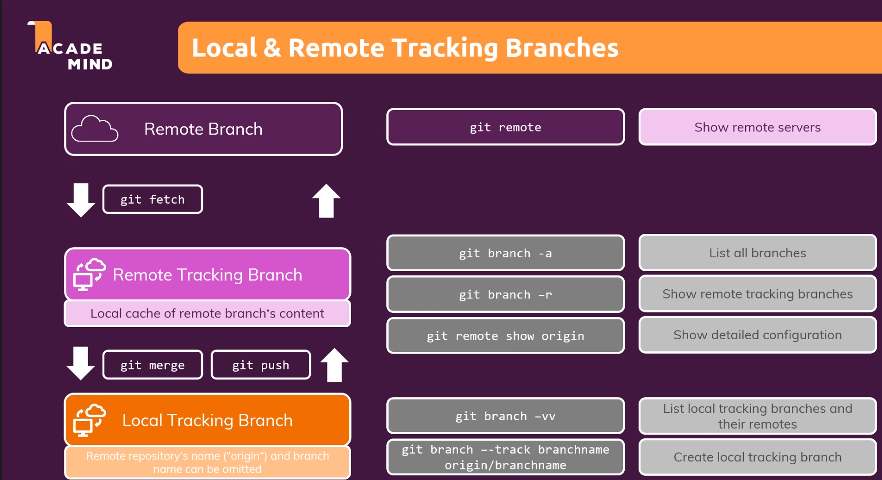 ACADE
MIND
Local & Remote Tracking Branches
Remote Branch
git remote
Show remote servers
git fetch
Remote Tracking Branch
Local cache of remote branch's content
git branch -a
List all branches
git branch –r
Show remote tracking branches
git remote show origin
Show detailed configuration
git merge
git push
Local Tracking Branch
Remote repository's name ("origin") and branch
name can be omitted
git branch –vv
List local tracking branches and
their remotes
git branch –-track branchname
origin/branchname
Create local tracking branch